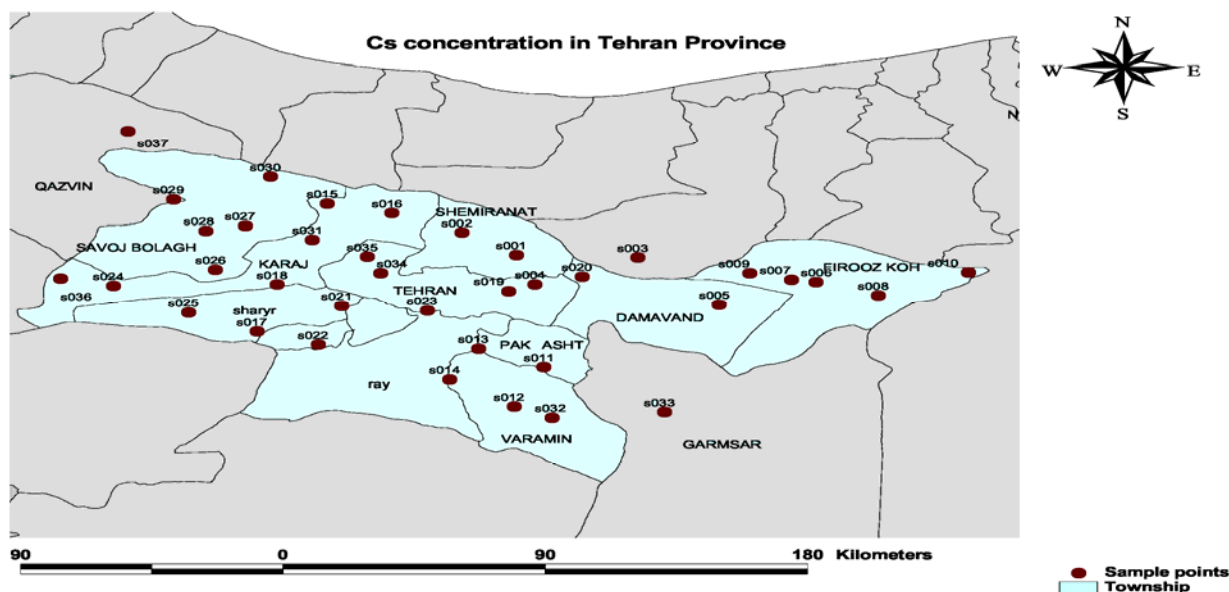 Cs concentration in Tehran Province
N
W E
S
N
s037
s030
QAZVIN
s029
s015
s016
SHEMIRANAT
s028
s027
s002
s031
SAVOJ BOLAGH
s035
s001
s003
s026
KARAJ
s034
s009
s007
EIROOZ KOH
s010
s024
s018
s004
s020
s006
s036
TEHRAN
s019
s008
s025
sharyr
s021
s023
s005
DAMAVAND
s017
s022
s013
PAK ASHT
s011
ray
s014
s012
s032
s033
VARAMIN
GARMSAR
90 0 90 180 Kilometers
Sample points
Township